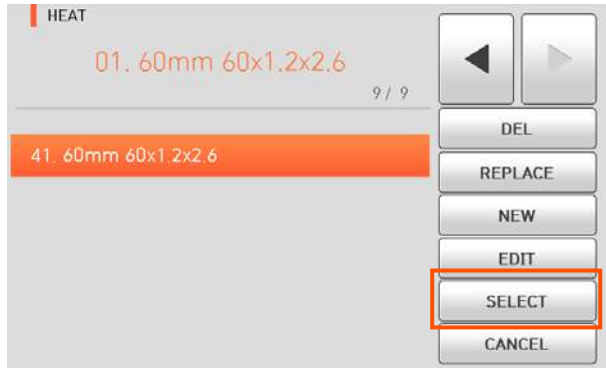 HEAT
01. 60mm 60x1.2x2.6
9/ 9
41. 60mm 60x1.2x2.6
DEL
REPLACE
NEW
EDIT
SELECT
CANCEL